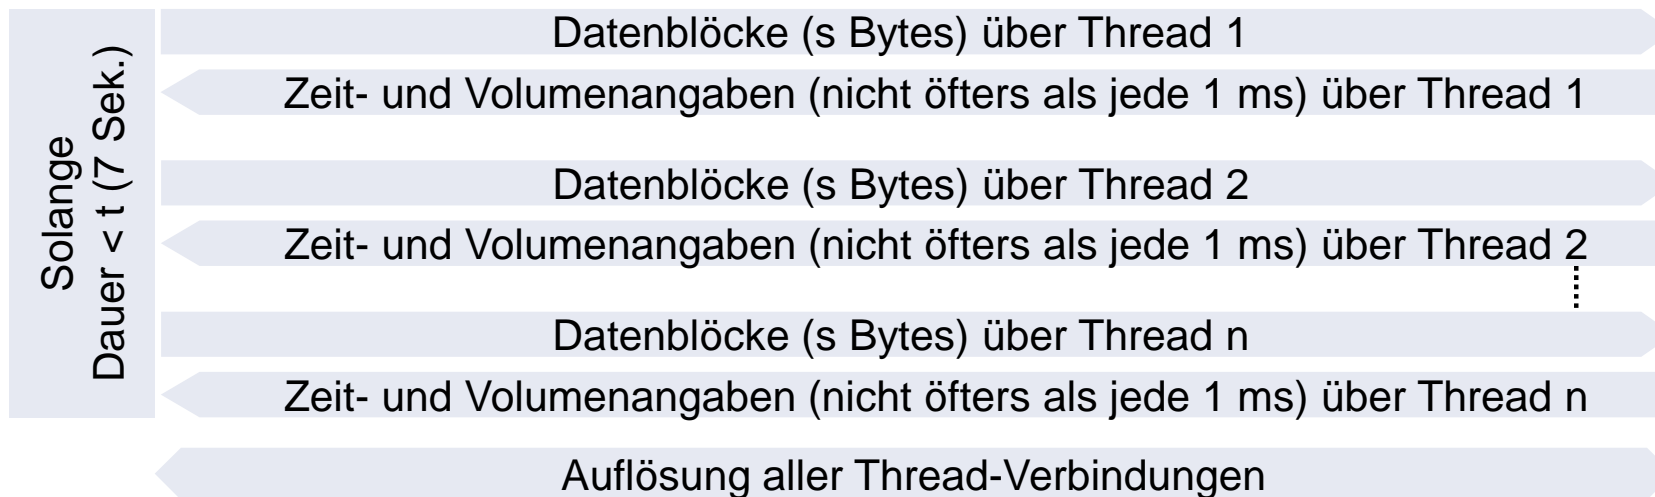 Solange
Dauer < t (7 Sek.)
Datenblöcke (s Bytes) über Thread 1
Zeit- und Volumenangaben (nicht öfters als jede 1 ms) über Thread 1
Datenblöcke (s Bytes) über Thread 2
Zeit- und Volumenangaben (nicht öfters als jede 1 ms) über Thread 2
Datenblöcke (s Bytes) über Thread n
Zeit- und Volumenangaben (nicht öfters als jede 1 ms) über Thread n
Auflösung aller Thread-Verbindungen